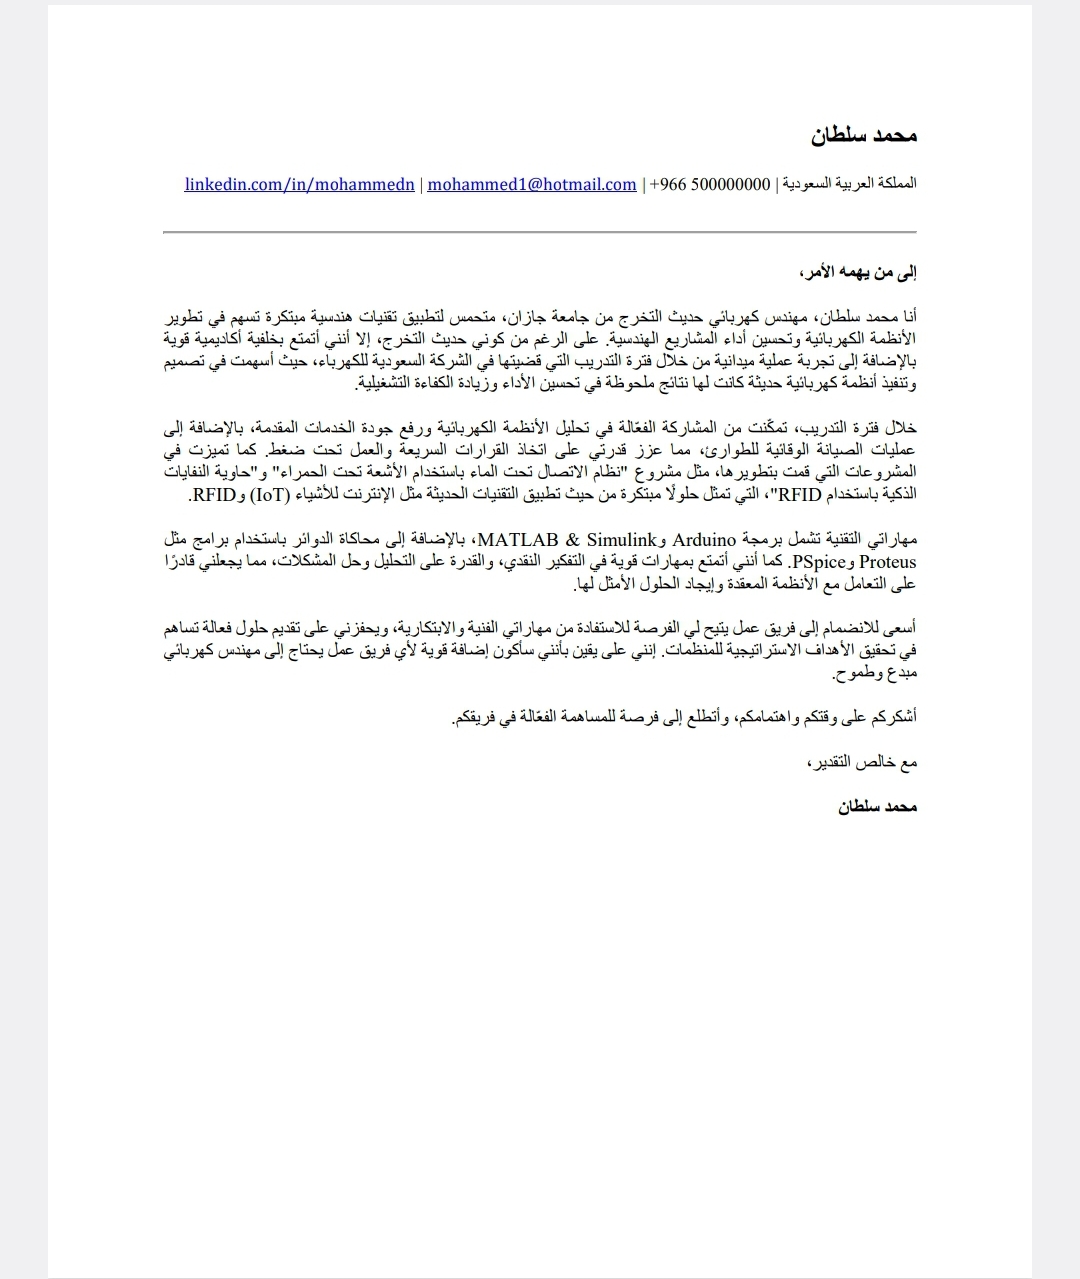 محمد سلطان
المملكة العربية السعودية | 500000000 966+ | mohammed1@hotmail.com | linkedin.com/in/mohammedn
إلى من يهمه الأمر،
أنا محمد سلطان، مهندس كهربائي حديث التخرج من جامعة جازان، متحمس لتطبيق تقنيات هندسية مبتكرة تسهم في تطوير
الأنظمة الكهربائية وتحسين أداء المشاريع الهندسية. على الرغم من كوني حديث التخرج، إلا أنني أتمتع بخلفية أكاديمية قوية
بالإضافة إلى تجربة عملية ميدانية من خلال فترة التدريب التي قضيتها في الشركة السعودية للكهرباء، حيث أسهمت في تصميم
وتنفيذ أنظمة كهربائية حديثة كانت لها نتائج ملحوظة في تحسين الأداء وزيادة الكفاءة التشغيلية.
خلال فترة التدريب، تمكّنت من المشاركة الفعّالة في تحليل الأنظمة الكهربائية ورفع جودة الخدمات المقدمة، بالإضافة إلى
عمليات الصيانة الوقائية للطوارئ، مما عزز قدرتي على اتخاذ القرارات السريعة والعمل تحت ضغط. كما تميزت في
المشروعات التي قمت بتطويرها، مثل مشروع "نظام الاتصال تحت الماء باستخدام الأشعة تحت الحمراء" و"حاوية النفايات
الذكية باستخدام RFID"، التي تمثل حلولًا مبتكرة من حيث تطبيق التقنيات الحديثة مثل الإنترنت للأشياء (IoT) وRFID.
مهاراتي التقنية تشمل برمجة Arduino وMATLAB & Simulink، بالإضافة إلى محاكاة الدوائر باستخدام برامج مثل
Proteus وPSpice. كما أنني أتمتع بمهارات قوية في التفكير النقدي، والقدرة على التحليل وحل المشكلات، مما يجعلني قادرًا
على التعامل مع الأنظمة المعقدة وإيجاد الحلول الأمثل لها.
أسعى للانضمام إلى فريق عمل يتيح لي الفرصة للاستفادة من مهاراتي الفنية والابتكارية، ويحفزني على تقديم حلول فعالة تساهم
في تحقيق الأهداف الاستراتيجية للمنظمات. إنني على يقين بأنني سأكون إضافة قوية لأي فريق عمل يحتاج إلى مهندس كهربائي
مبدع وطموح.
أشكركم على وقتكم واهتمامكم، وأتطلع إلى فرصة للمساهمة الفعّالة في فريقكم.
مع خالص التقدير،
محمد سلطان